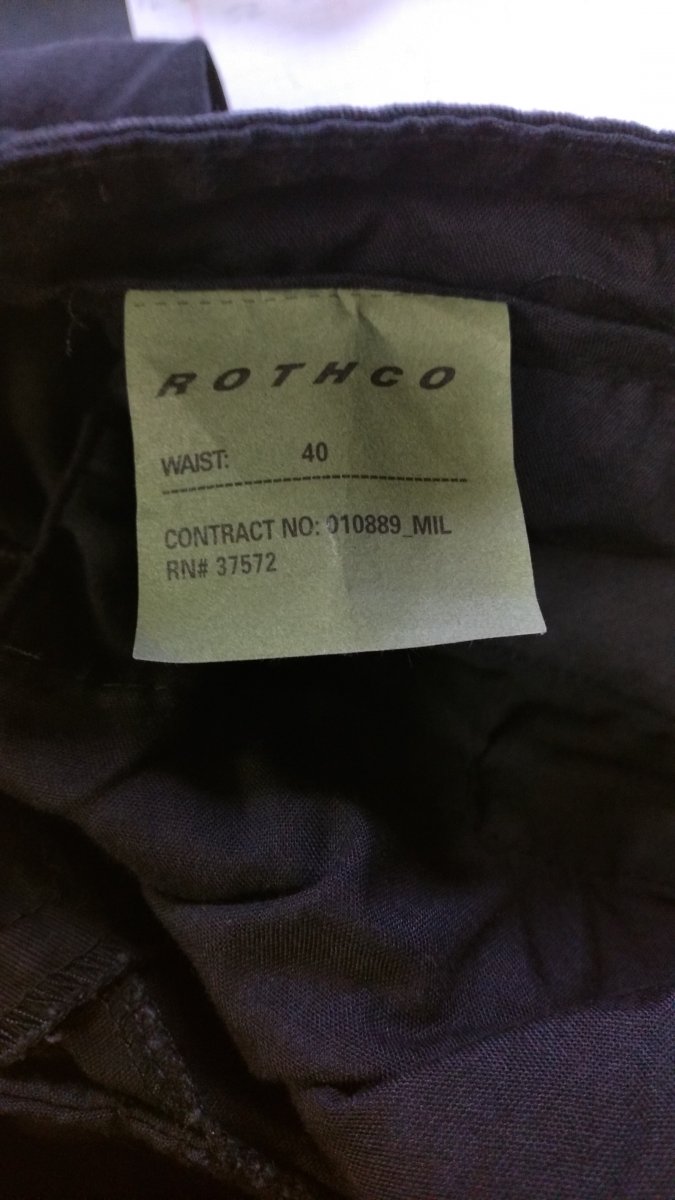 ROTHCO
WAIST: 40
CONTRACT NO: 010889_MIL
RN# 37572